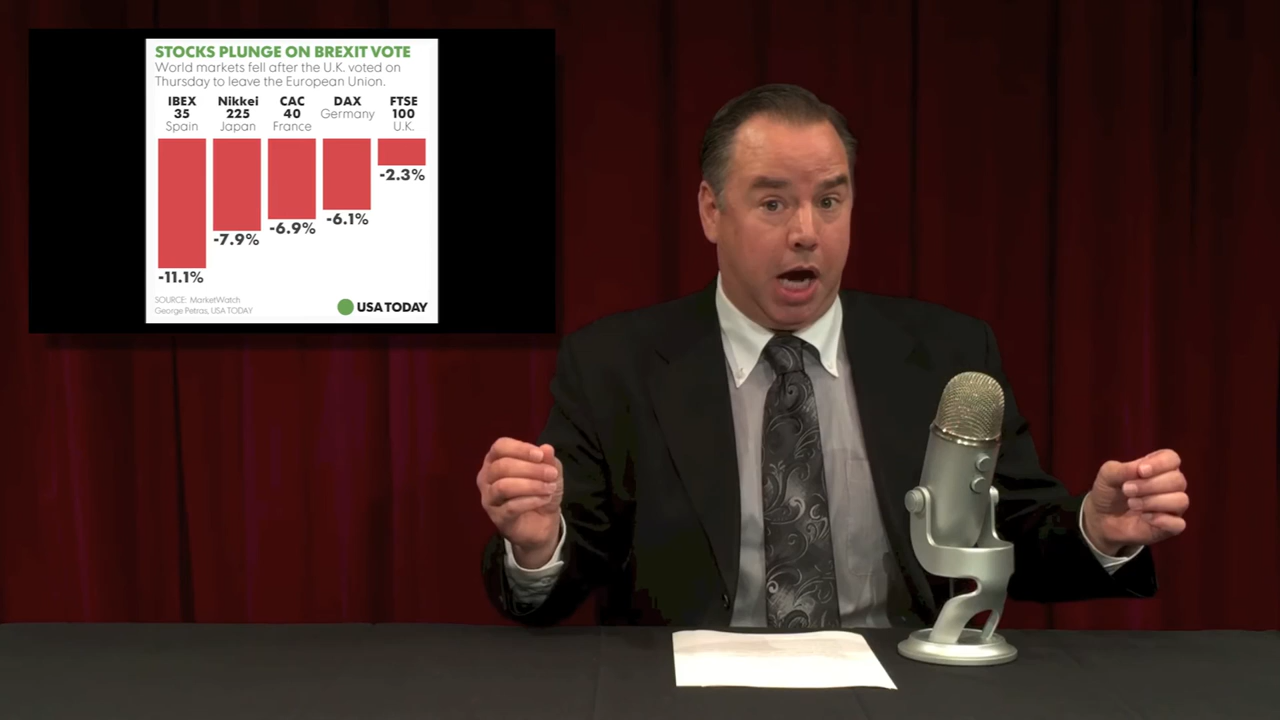 STOCKS PLUNGE ON BREXIT VOTE
World markets fell after the U.K. voted on
Thursday to leave the European Union.
IBEX 35 Spain
Nikkei 225 Japan
CAC 40 France
DAX Germany
FTSE 100 U.K.
-11.1%
-7.9%
-6.9%
-6.1%
-2.3%
SOURCE: MarketWatch
George Petras, USA TODAY
USA TODAY